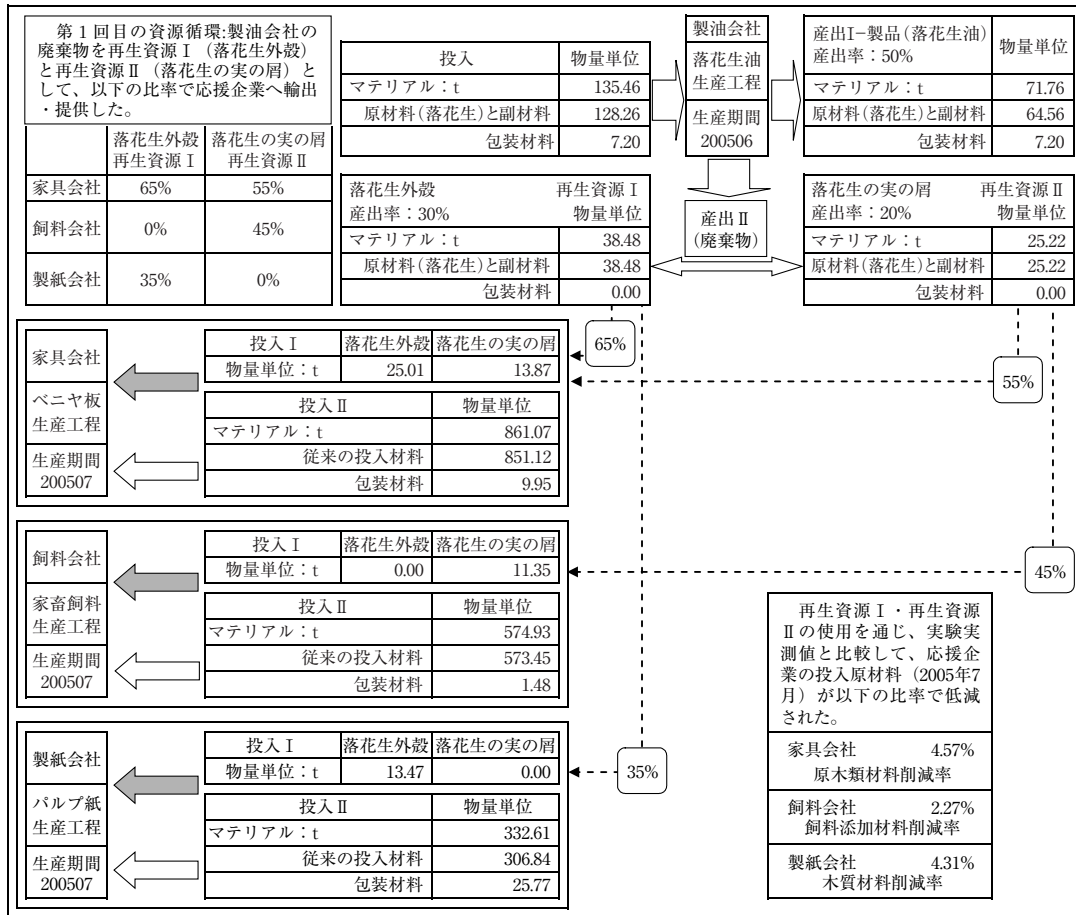 第1回目の資源循環:製油会社の
廃棄物を再生資源Ⅰ(落花生外殻)
と再生資源Ⅱ(落花生の実の屑)と
して、以下の比率で応援企業へ輸出
・提供した。
落花生外殻 落花生の実の屑
再生資源Ⅰ 再生資源Ⅱ
家具会社 65% 55%
飼料会社 0% 45%
製紙会社 35% 0%
投入 物量単位
マテリアル:t 135.46
原材料(落花生)と副材料 128.26
包装材料 7.20
製油会社
落花生油
生産工程
生産期間
200506
産出Ⅰ-製品(落花生油)
産出率:50% 物量単位
マテリアル:t 71.76
原材料(落花生)と副材料 64.56
包装材料 7.20
落花生外殻 再生資源Ⅰ
産出率:30% 物量単位
マテリアル:t 38.48
原材料(落花生)と副材料 38.48
包装材料 0.00
産出Ⅱ
(廃棄物)
落花生の実の屑 再生資源Ⅱ
産出率:20% 物量単位
マテリアル:t 25.22
原材料(落花生)と副材料 25.22
包装材料 0.00
65%
55%
家具会社
ベニヤ板
生産工程
生産期間
200507
投入Ⅰ 落花生外殻 落花生の実の屑
物量単位:t 25.01 13.87
投入Ⅱ 物量単位
マテリアル:t 861.07
従来の投入材料 851.12
包装材料 9.95
飼料会社
家畜飼料
生産工程
生産期間
200507
投入Ⅰ 落花生外殻 落花生の実の屑
物量単位:t 0.00 11.35
投入Ⅱ 物量単位
マテリアル:t 574.93
従来の投入材料 573.45
包装材料 1.48
45%
製紙会社
パルプ紙
生産工程
生産期間
200507
投入Ⅰ 落花生外殻 落花生の実の屑
物量単位:t 13.47 0.00
投入Ⅱ 物量単位
マテリアル:t 332.61
従来の投入材料 306.84
包装材料 25.77
35%
再生資源Ⅰ・再生資源
Ⅱの使用を通じ、実験実
測値と比較して、応援企
業の投入原材料(2005年7
月)が以下の比率で低減
された。
家具会社 4.57%
原木類材料削減率
飼料会社 2.27%
飼料添加材料削減率
製紙会社 4.31%
木質材料削減率